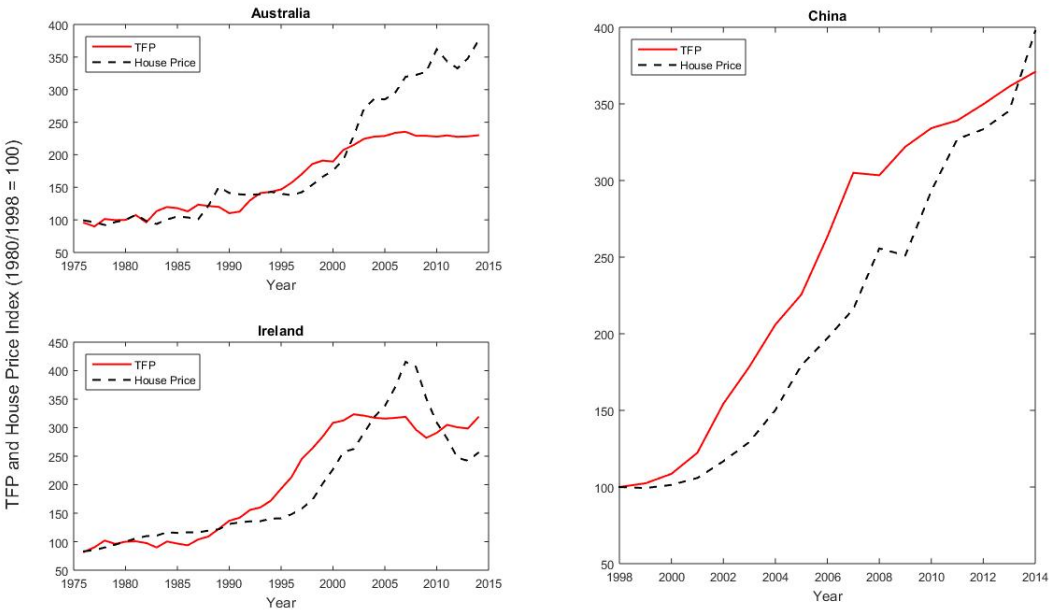 TFP and House Price Index (1980/1998 = 100)
Australia
400
350
300
250
200
150
100
50
TFP
House Price
1975 1980 1985 1990 1995 2000 2005 2010 2015
Year
Ireland
450
400
350
300
250
200
150
100
50
TFP
House Price
1975 1980 1985 1990 1995 2000 2005 2010 2015
Year
China
400
350
300
250
200
150
100
50
TFP
House Price
1998 2000 2002 2004 2006 2008 2010 2012 2014
Year